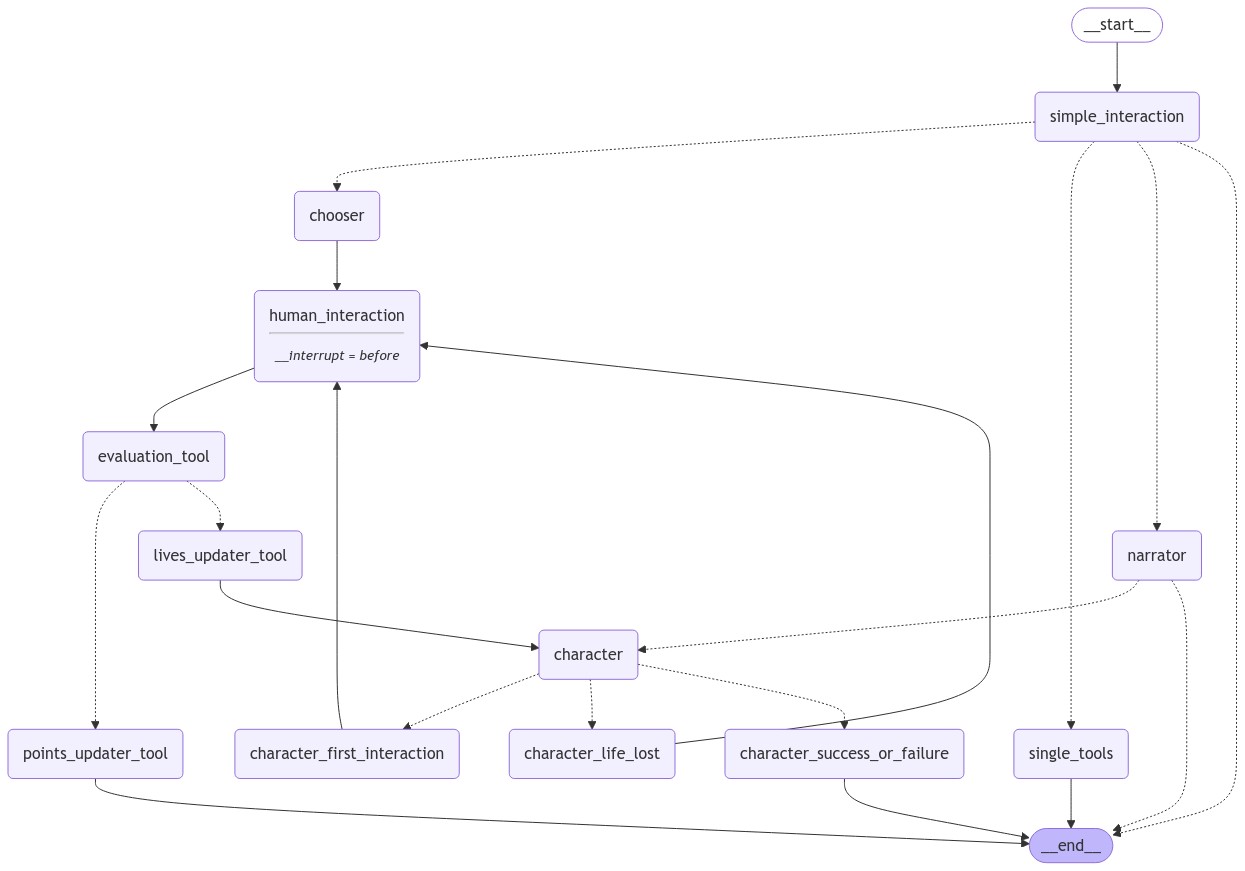 __start__
simple_interaction
chooser
human_interaction
__interrupt = before
evaluation_tool
lives_updater_tool
narrator
character
points_updater_tool
character_first_interaction
character_life_lost
character_success_or_failure
single_tools
__end__